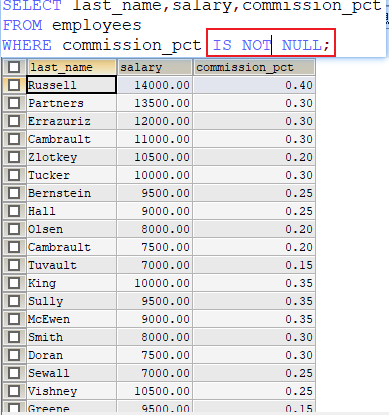 SELECT last_name,salary,commission_pct
FROM employees
WHERE commission_pct IS NOT NULL;
last_name salary commission_pct
Russell 14000.00 0.40
Partners 13500.00 0.30
Errazuriz 12000.00 0.30
Cambrault 11000.00 0.30
Zlotkey 10500.00 0.20
Tucker 10000.00 0.30
Bernstein 9500.00 0.25
Hall 9000.00 0.25
Olsen 8000.00 0.20
Cambrault 7500.00 0.20
Tuvault 7000.00 0.15
King 10000.00 0.35
Sully 9500.00 0.35
McEwen 9000.00 0.35
Smith 8000.00 0.30
Doran 7500.00 0.30
Sewall 7000.00 0.25
Vishney 10500.00 0.25
Greene 9500.00 0.15